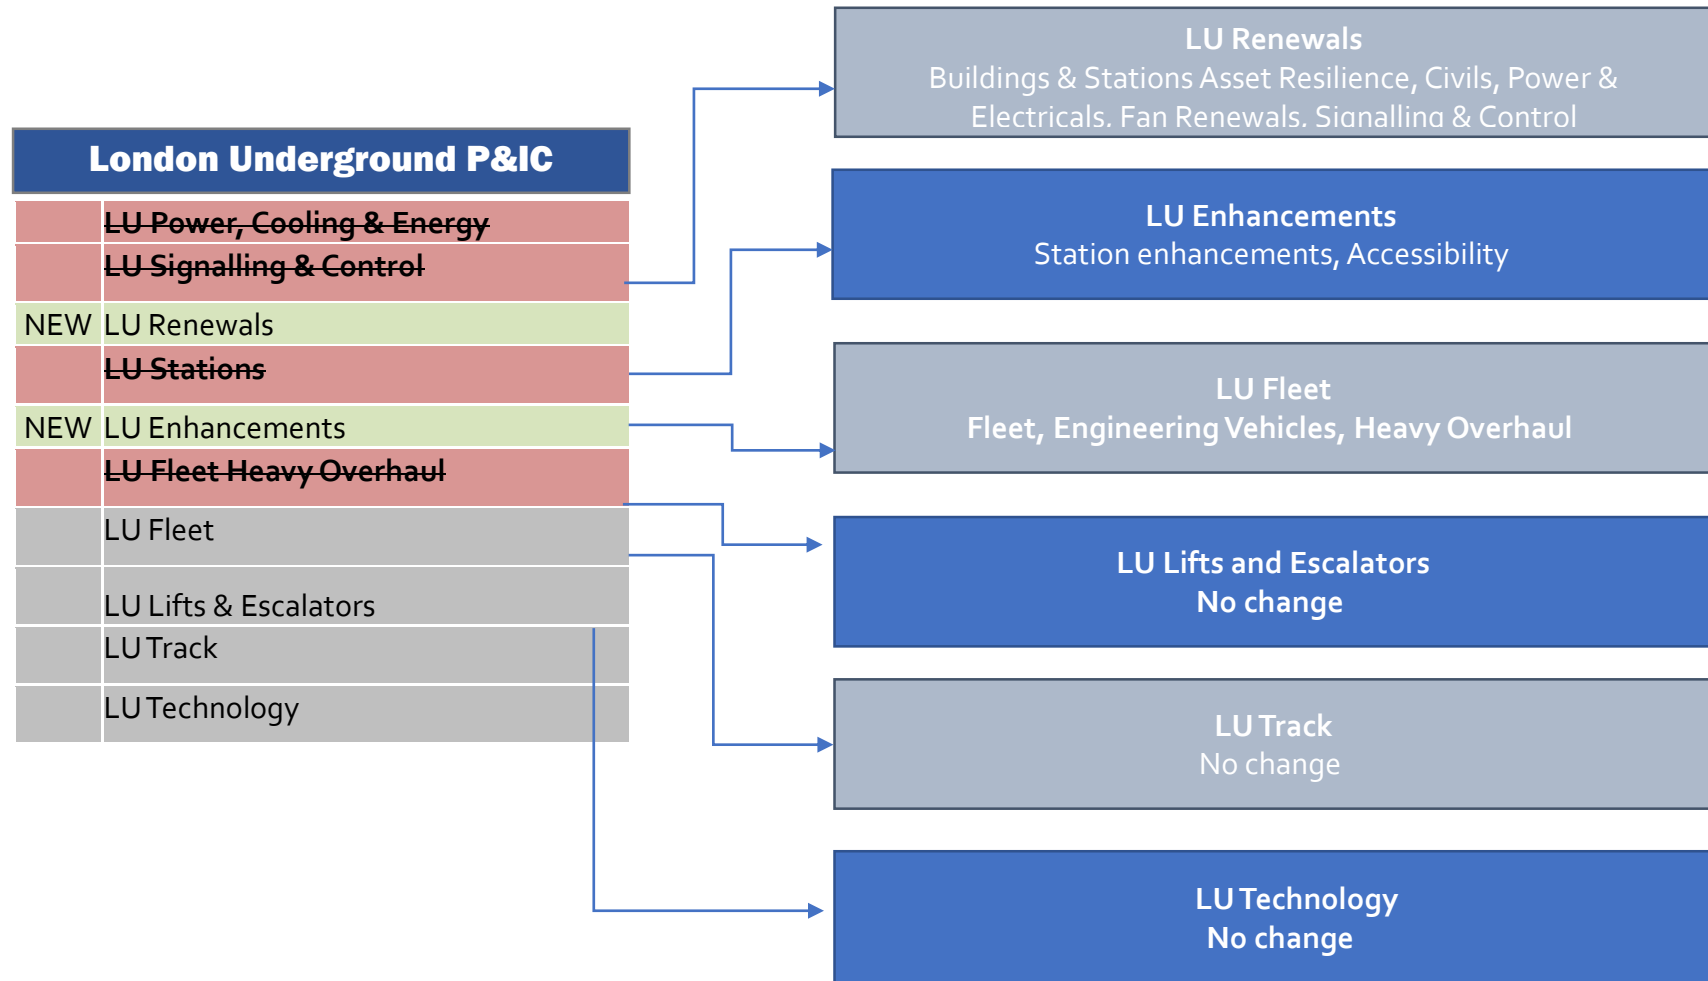 London Underground P&IC
LU Power, Cooling & Energy
LU Signalling & Control
NEW LU Renewals
LU Stations
NEW LU Enhancements
LU Fleet Heavy Overhaul
LU Fleet
LU Lifts & Escalators
LU Track
LU Technology
LU Renewals
Buildings & Stations Asset Resilience, Civils, Power &
Electricals, Fan Renewals, Signalling & Control
LU Enhancements
Station enhancements, Accessibility
LU Fleet
Fleet, Engineering Vehicles, Heavy Overhaul
LU Lifts and Escalators
No change
LU Track
No change
LU Technology
No change